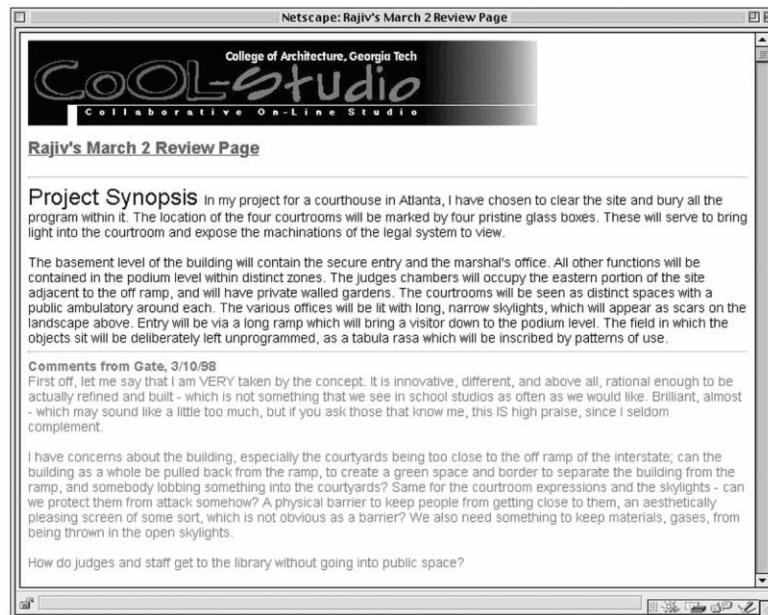 Netscape: Rajiv's March 2 Review Page
College of Architecture, Georgia Tech
CoOL-Studio
Collaborative On-Line Studio
Rajiv's March 2 Review Page
Project Synopsis In my project for a courthouse in Atlanta, I have chosen to clear the site and bury all the
program within it. The location of the four courtrooms will be marked by four pristine glass boxes. These will serve to bring
light into the courtroom and expose the machinations of the legal system to view.
The basement level of the building will contain the secure entry and the marshal's office. All other functions will be
contained in the podium level within distinct zones. The judges chambers will occupy the eastern portion of the site
adjacent to the off ramp, and will have private walled gardens. The courtrooms will be seen as distinct spaces with a
public ambulatory around each. The various offices will be lit with long, narrow skylights, which will appear as scars on the
landscape above. Entry will be via a long ramp which will bring a visitor down to the podium level. The field in which the
objects sit will be deliberately left unprogrammed, as a tabula rasa which will be inscribed by patterns of use.
Comments from Gate, 3/10/98
First off, let me say that I am VERY taken by the concept. It is innovative, different, and above all, rational enough to be
actually refined and built - which is not something that we see in school studios as often as we would like. Brilliant, almost
- which may sound like a little too much, but if you ask those that know me, this IS high praise, since I seldom
complement.
I have concerns about the building, especially the courtyards being too close to the off ramp of the interstate; can the
building as a whole be pulled back from the ramp, to create a green space and border to separate the building from the
ramp, and somebody lobbing something into the courtyards? Same for the courtroom expressions and the skylights - can
we protect them from attack somehow? A physical barrier to keep people from getting close to them, an aesthetically
pleasing screen of some sort, which is not obvious as a barrier? We also need something to keep materials, gases, from
being thrown in the open skylights.
How do judges and staff get to the library without going into public space?